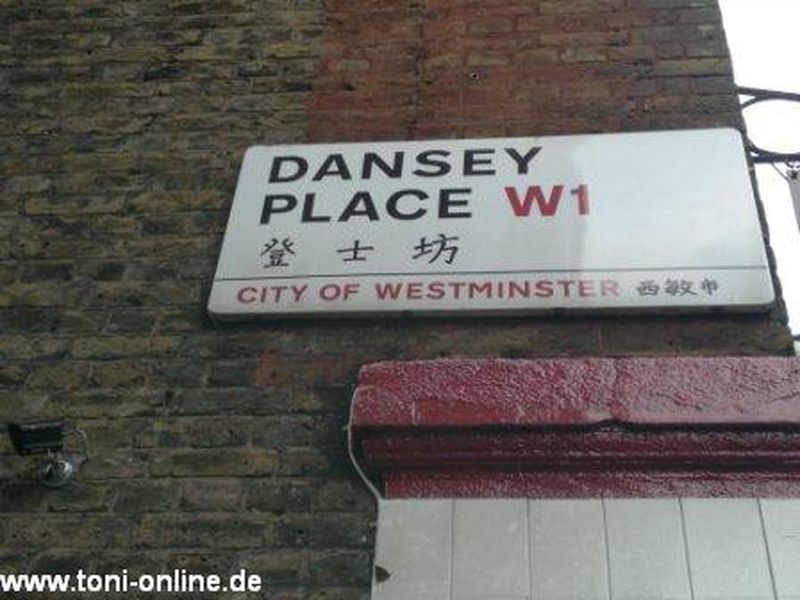 DANSEY
PLACE W1
登士坊
CITY OF WESTMINSTER 西敏市
www.toni-online.de